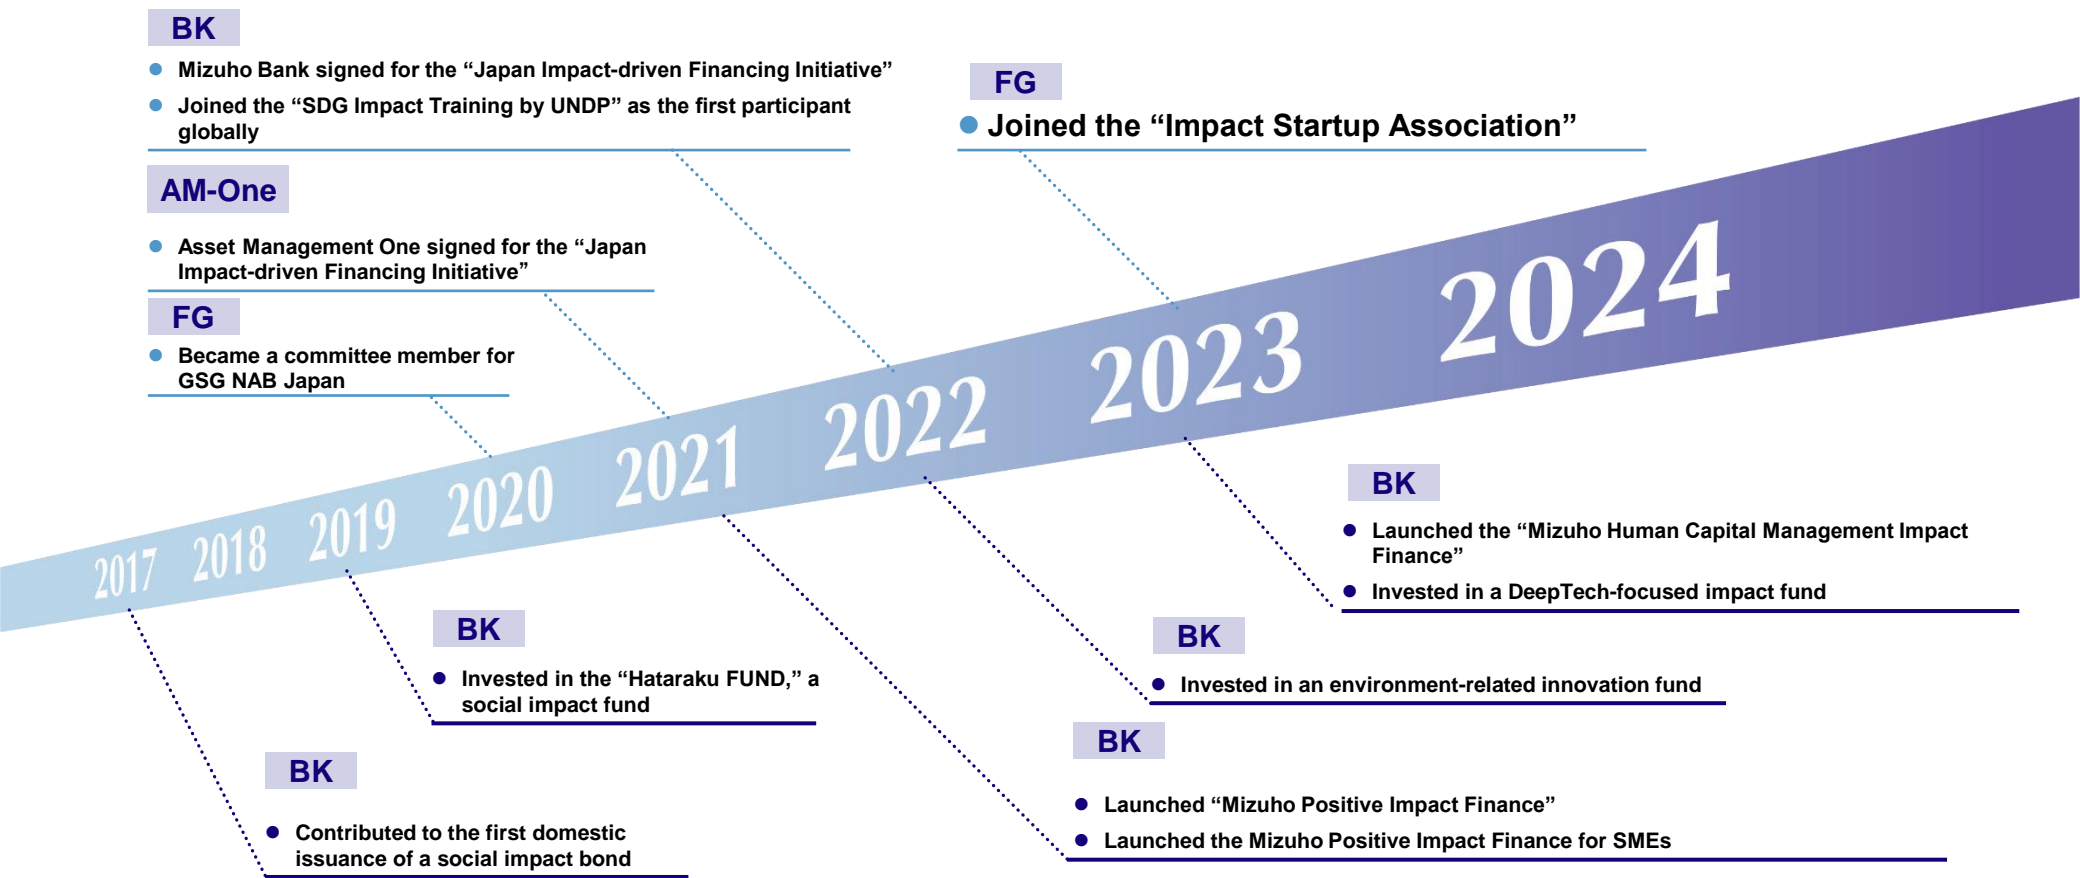 BK
Mizuho Bank signed for the “Japan Impact-driven Financing Initiative”
Joined the “SDG Impact Training by UNDP” as the first participant
globally
AM-One
Asset Management One signed for the “Japan
Impact-driven Financing Initiative”
FG
Became a committee member for
GSG NAB Japan
FG
Joined the “Impact Startup Association”
2017
2018
2019
2020
2021
2022
2023
2024
BK
Contributed to the first domestic
issuance of a social impact bond
BK
Invested in the “Hataraku FUND,” a
social impact fund
BK
Launched “Mizuho Positive Impact Finance”
Launched the Mizuho Positive Impact Finance for SMEs
BK
Invested in an environment-related innovation fund
BK
Launched the “Mizuho Human Capital Management Impact
Finance”
Invested in a DeepTech-focused impact fund